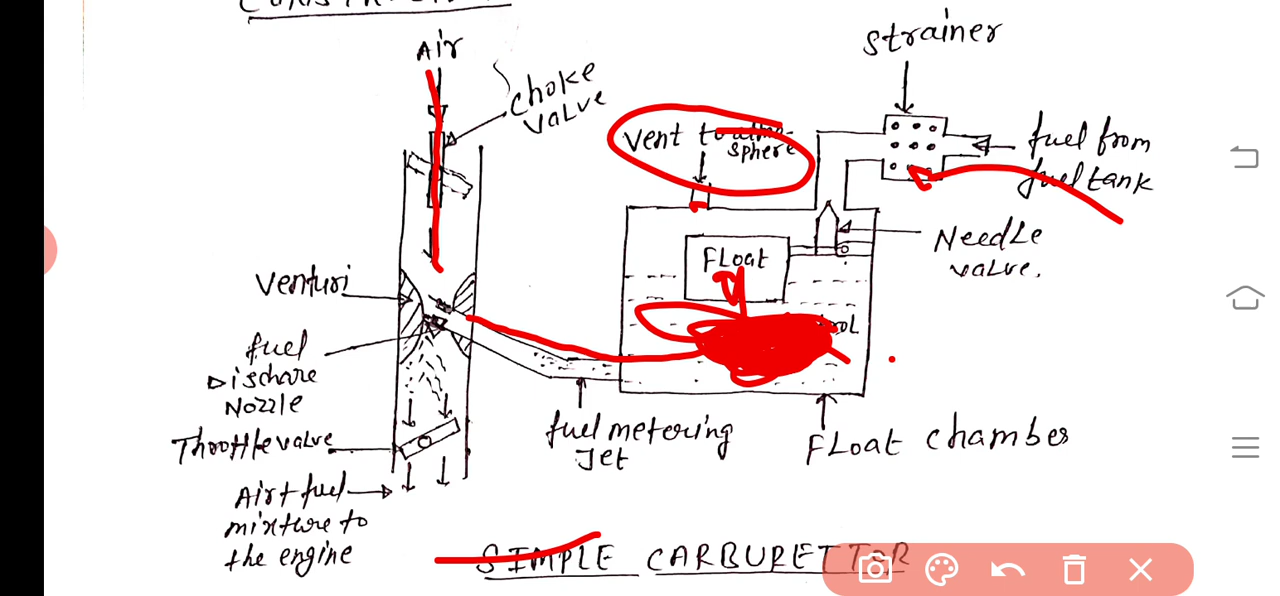 Air
Choke
valve
Strainer
Vent to
sphere
fuel from
fuel tank
Needle
valve.
Float
Venturi
fuel
Dischare
Nozzle
Throttle valve
fuel metering
Jet
Float chamber
Air + fuel
mixture to
the engine
SIMPLE CARBURETTOR